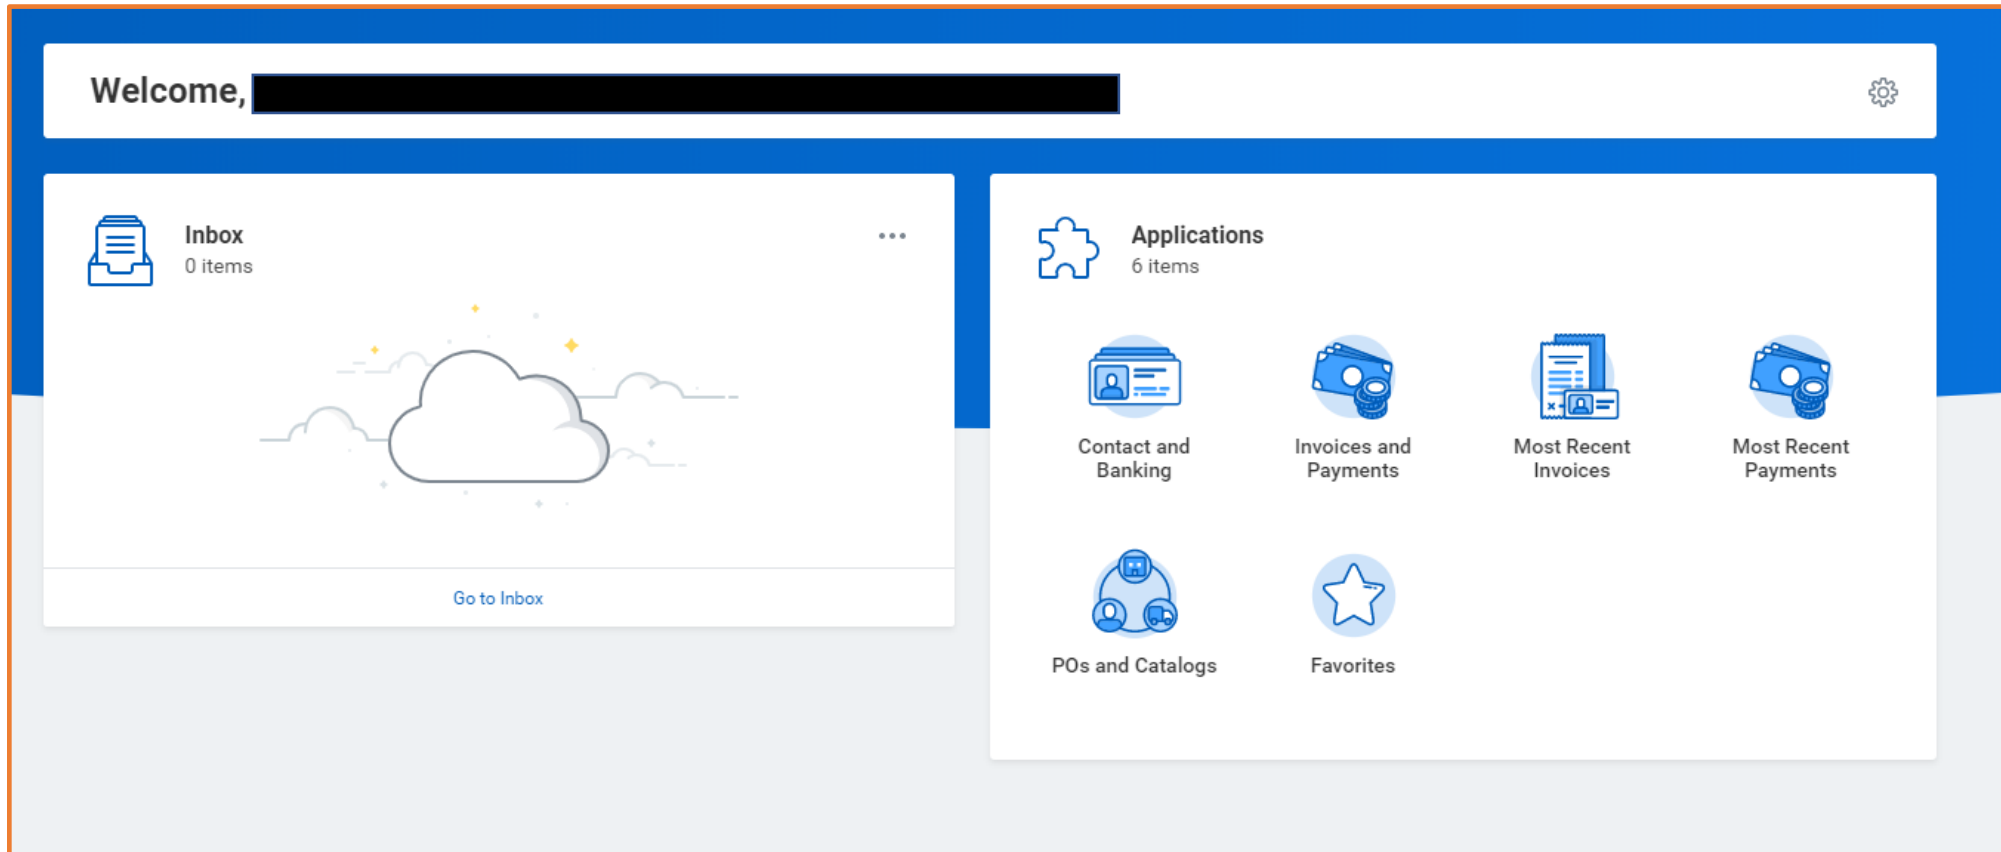 Welcome,
Inbox
0 items
Go to Inbox
Applications
6 items
Contact and
Banking
Invoices and
Payments
Most Recent
Invoices
Most Recent
Payments
POs and Catalogs
Favorites